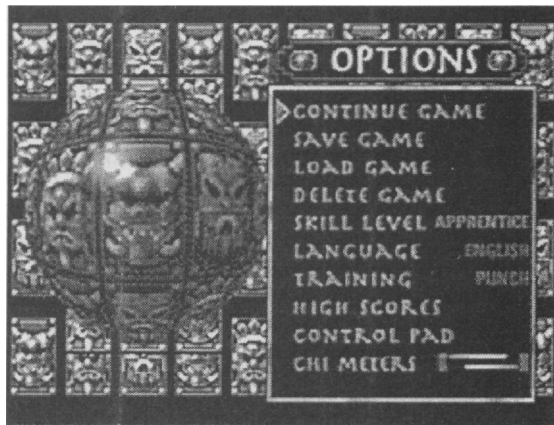 OPTIONS
CONTINUE GAME
SAVE GAME
LOAD GAME
DELETE GAME
SKILL LEVEL APPRENTICE
LANGUAGE ENGLISH
TRAINING PUNCH
HIGH SCORES
CONTROL PAD
CHI METERS